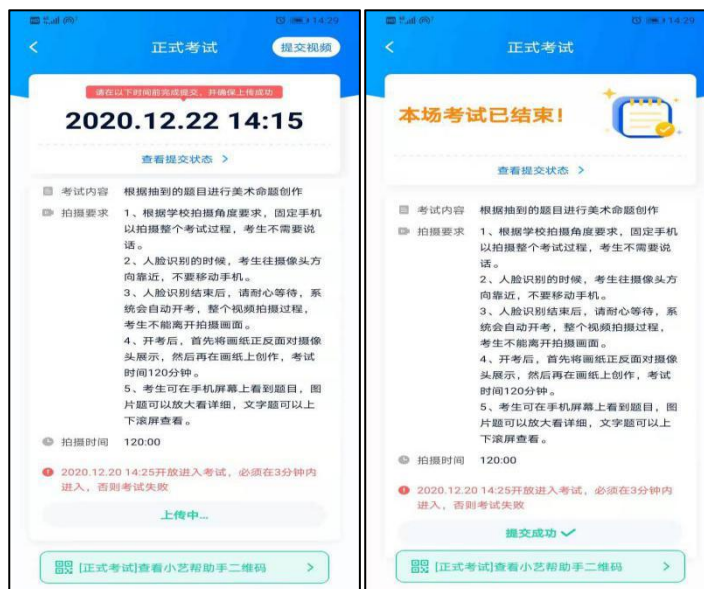 14:29
正式考试
提交视频
请在以下时间前完成提交，并确保上传成功
2020.12.22 14:15
查看提交状态 >
考试内容 根据抽到的题目进行美术命题创作
拍摄要求 1、根据学校拍摄角度要求，固定手机
以拍摄整个考试过程，考生不需要说
话。
2、人脸识别的时候，考生往摄像头方
向靠近，不要移动手机。
3、人脸识别结束后，请耐心等待，系
统会自动开考，整个视频拍摄过程，
考生不能离开拍摄画面。
4、开考后，首先将画纸正反面对摄像
头展示，然后再在画纸上创作，考试
时间120分钟。
5、考生可在手机屏幕上看到题目，图
片题可以放大看详细，文字题可以上
下滚屏查看。
拍摄时间 120:00
2020.12.20 14:25开放进入考试，必须在3分钟内
进入，否则考试失败
上传中...
[正式考试]查看小艺帮助手二维码 >
14:29
正式考试
本场考试已结束！
查看提交状态 >
考试内容 根据抽到的题目进行美术命题创作
拍摄要求 1、根据学校拍摄角度要求，固定手机
以拍摄整个考试过程，考生不需要说
话。
2、人脸识别的时候，考生往摄像头方
向靠近，不要移动手机。
3、人脸识别结束后，请耐心等待，系
统会自动开考，整个视频拍摄过程，
考生不能离开拍摄画面。
4、开考后，首先将画纸正反面对摄像
头展示，然后再在画纸上创作，考试
时间120分钟。
5、考生可在手机屏幕上看到题目，图
片题可以放大看详细，文字题可以上
下滚屏查看。
拍摄时间 120:00
2020.12.20 14:25开放进入考试，必须在3分钟内
进入，否则考试失败
提交成功
[正式考试]查看小艺帮助手二维码 >